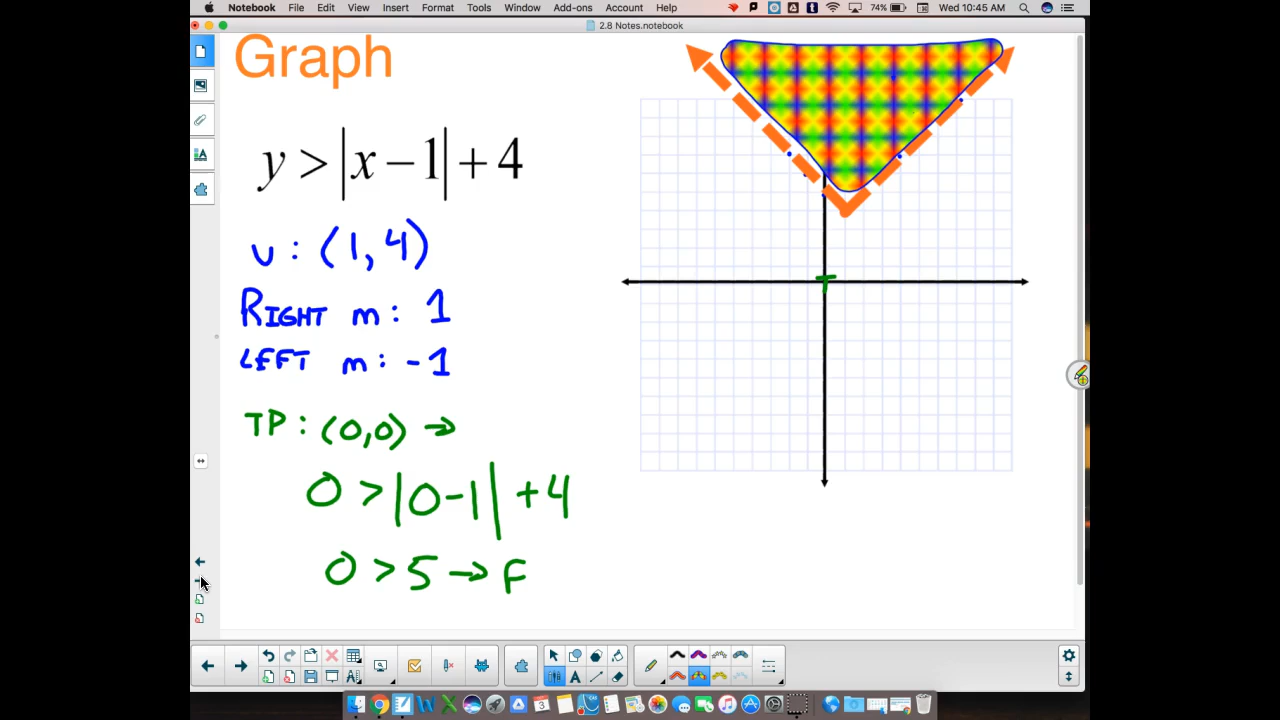 Notebook File Edit View Insert Format Tools Window Add-ons Account Help 74% Wed 10:45 AM
2.8 Notes.notebook
Graph
y > |x − 1| + 4
v : (1, 4)
RIGHT m : 1
LEFT m : -1
TP : (0,0) →
0 > |0-1| + 4
0 > 5 → F